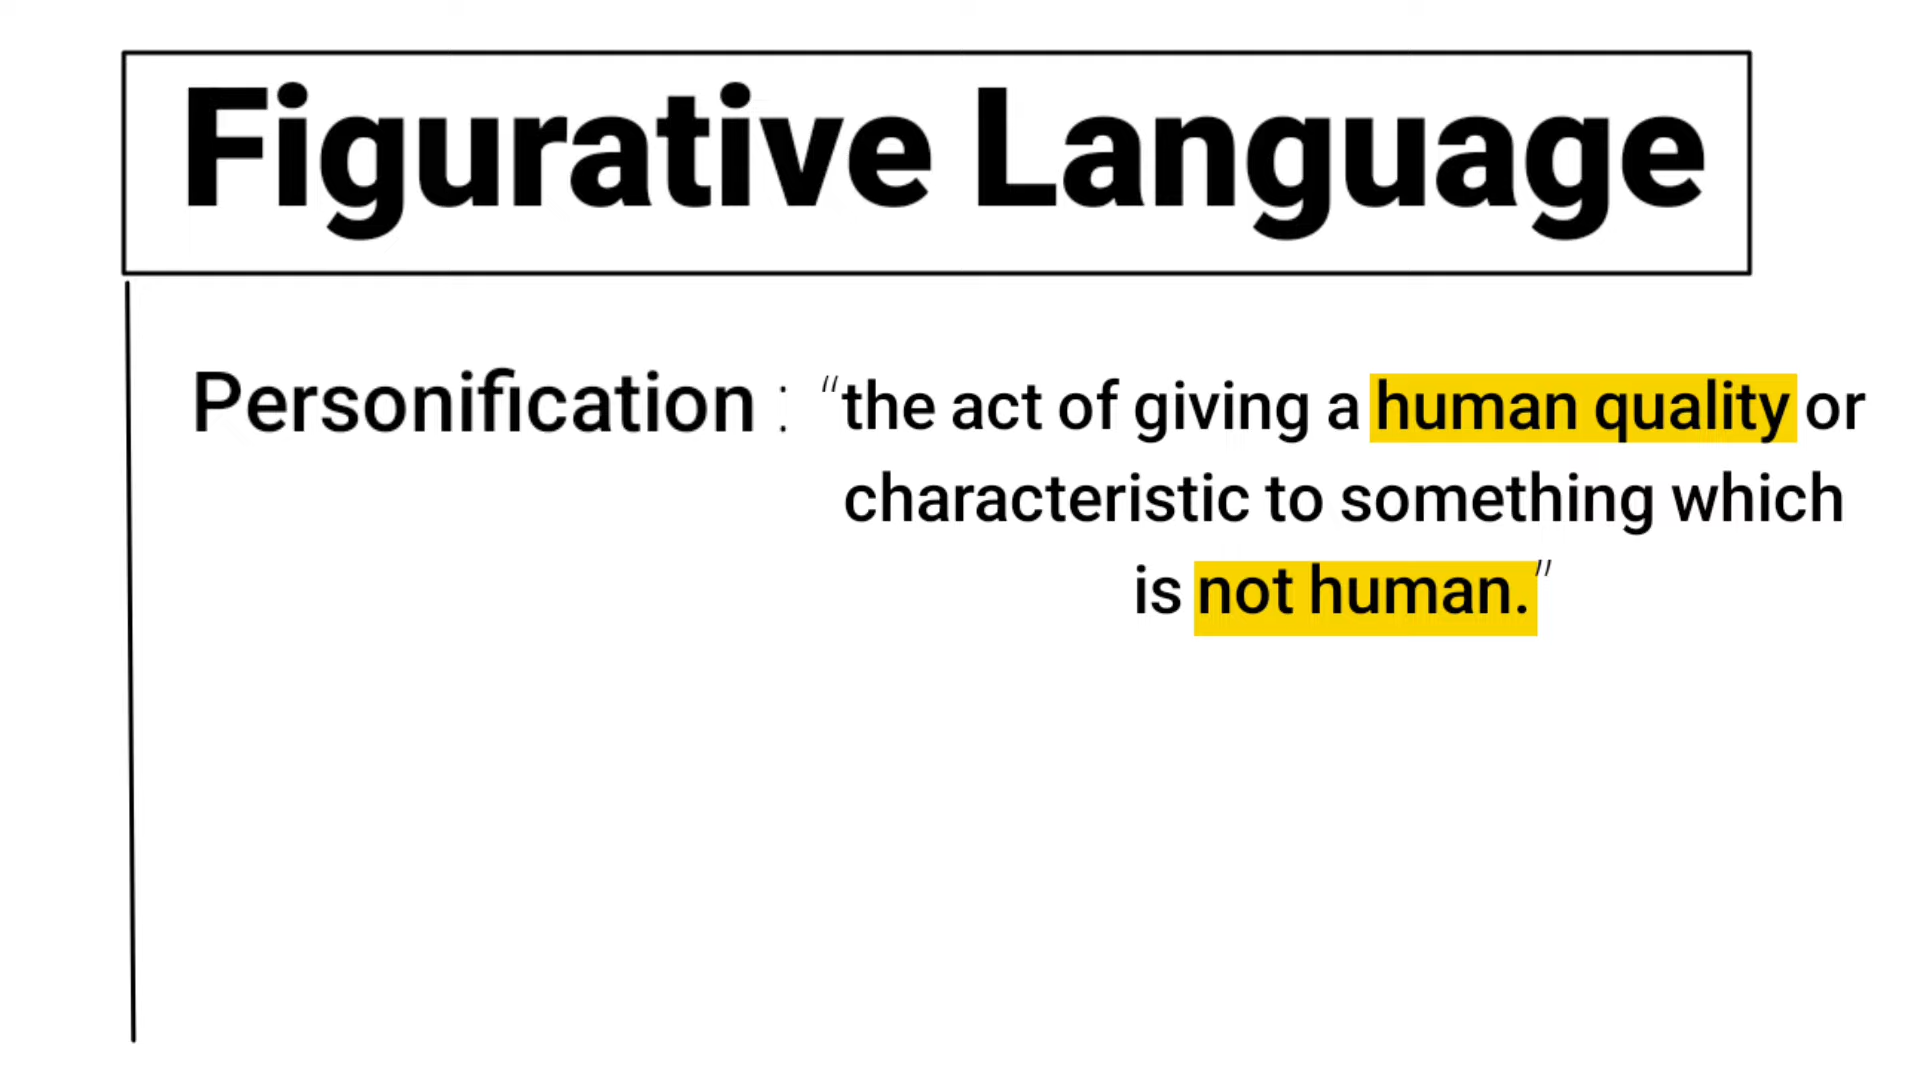 Figurative Language
Personification : "the act of giving a human quality or
characteristic to something which
is not human."